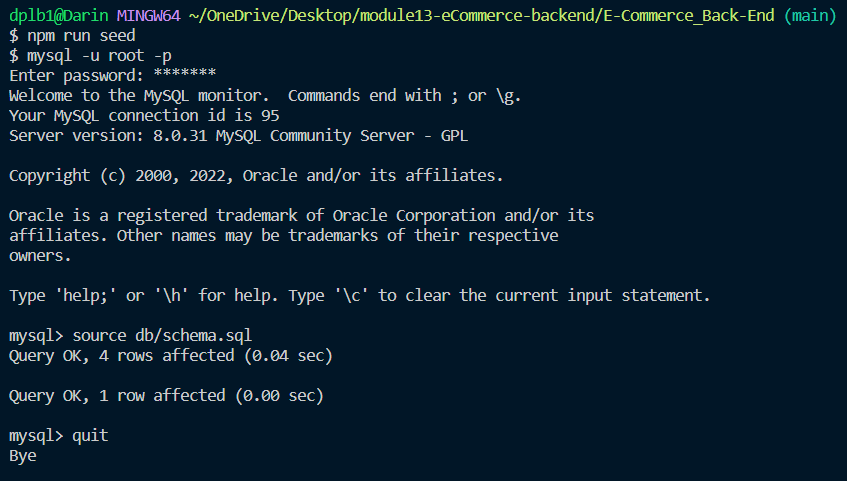 dplb1@Darin MINGW64 ~/OneDrive/Desktop/module13-eCommerce-backend/E-Commerce_Back-End (main)
$ npm run seed
$ mysql -u root -p
Enter password: *******
Welcome to the MySQL monitor.  Commands end with ; or \g.
Your MySQL connection id is 95
Server version: 8.0.31 MySQL Community Server - GPL
Copyright (c) 2000, 2022, Oracle and/or its affiliates.
Oracle is a registered trademark of Oracle Corporation and/or its
affiliates. Other names may be trademarks of their respective
owners.
Type 'help;' or '\h' for help. Type '\c' to clear the current input statement.
mysql> source db/schema.sql
Query OK, 4 rows affected (0.04 sec)
Query OK, 1 row affected (0.00 sec)
mysql> quit
Bye